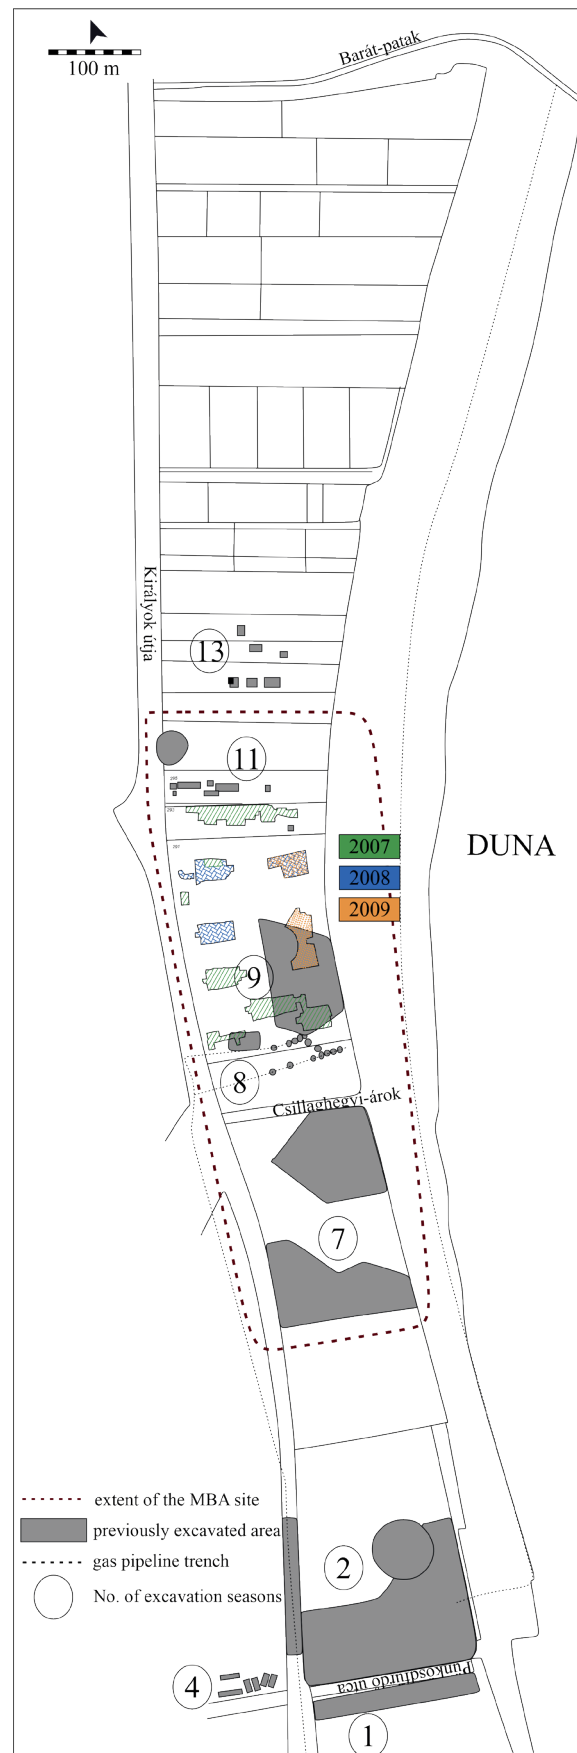 Barát-patak
100 m
Királyok útja
13
11
2007
DUNA
2008
2009
9
8
Csillaghegyi-árok
7
extent of the MBA site
previously excavated area
gas pipeline trench
No. of excavation seasons
2
4
Pünkösdfürdő utca
1